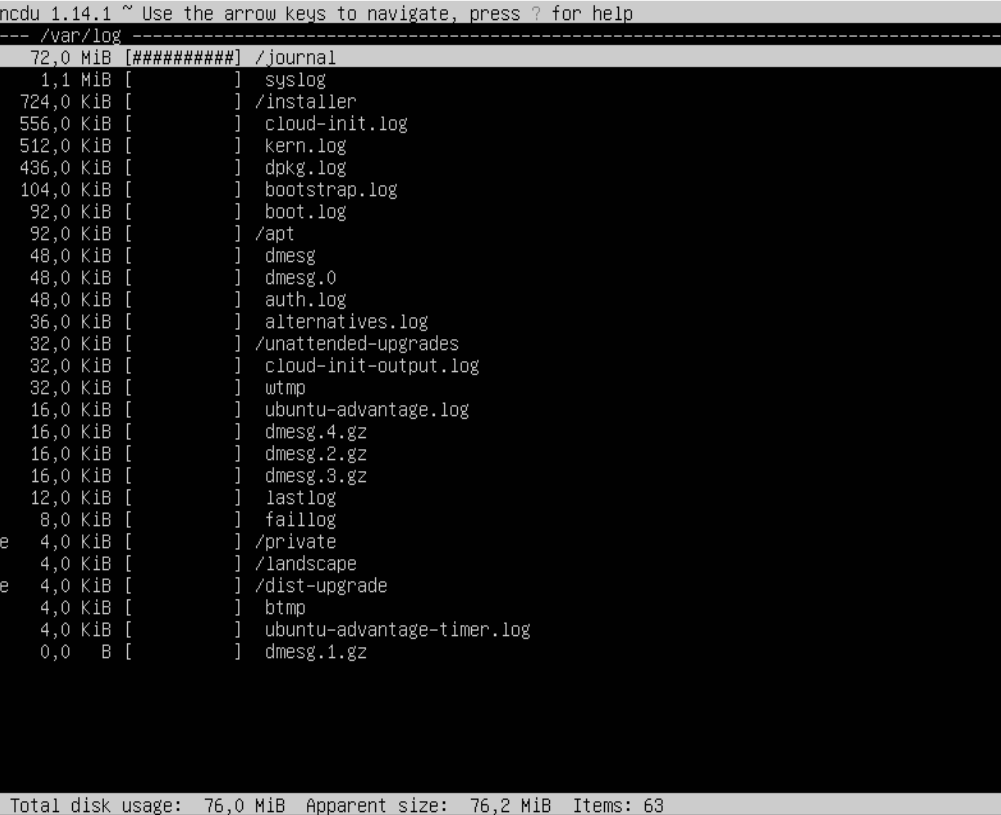 ncdu 1.14.1 ~ Use the arrow keys to navigate, press ? for help
--- /var/log ---------------------------------------------------------------------------------------
72,0 MiB [##########] /journal
1,1 MiB [          ]  syslog
724,0 KiB [          ] /installer
556,0 KiB [          ]  cloud-init.log
512,0 KiB [          ]  kern.log
436,0 KiB [          ]  dpkg.log
104,0 KiB [          ]  bootstrap.log
92,0 KiB [          ]  boot.log
92,0 KiB [          ] /apt
48,0 KiB [          ]  dmesg
48,0 KiB [          ]  dmesg.0
48,0 KiB [          ]  auth.log
36,0 KiB [          ]  alternatives.log
32,0 KiB [          ] /unattended-upgrades
32,0 KiB [          ]  cloud-init-output.log
32,0 KiB [          ]  wtmp
16,0 KiB [          ]  ubuntu-advantage.log
16,0 KiB [          ]  dmesg.4.gz
16,0 KiB [          ]  dmesg.2.gz
16,0 KiB [          ]  dmesg.3.gz
12,0 KiB [          ]  lastlog
8,0 KiB [          ]  faillog
e   4,0 KiB [          ] /private
4,0 KiB [          ] /landscape
e   4,0 KiB [          ] /dist-upgrade
4,0 KiB [          ]  btmp
4,0 KiB [          ]  ubuntu-advantage-timer.log
0,0   B [          ]  dmesg.1.gz
Total disk usage:  76,0 MiB  Apparent size:  76,2 MiB  Items: 63